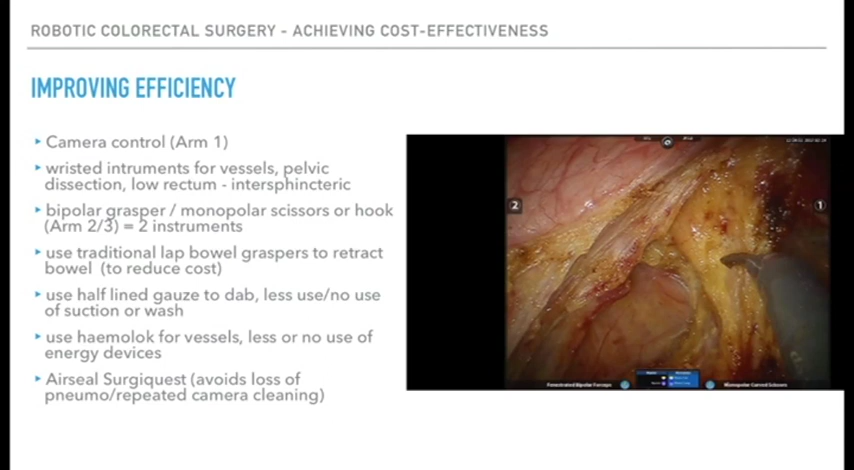 ROBOTIC COLORECTAL SURGERY - ACHIEVING COST-EFFECTIVENESS
IMPROVING EFFICIENCY
Camera control (Arm 1)
wristed intruments for vessels, pelvic
dissection, low rectum - intersphincteric
bipolar grasper / monopolar scissors or hook
(Arm 2/3) = 2 instruments
use traditional lap bowel graspers to retract
bowel (to reduce cost)
use half lined gauze to dab, less use/no use
of suction or wash
use haemolok for vessels, less or no use of
energy devices
Airseal Surgiquest (avoids loss of
pneumo/repeated camera cleaning)
2
1
Fenestrated Bipolar Forceps
Monopolar Curved Scissors